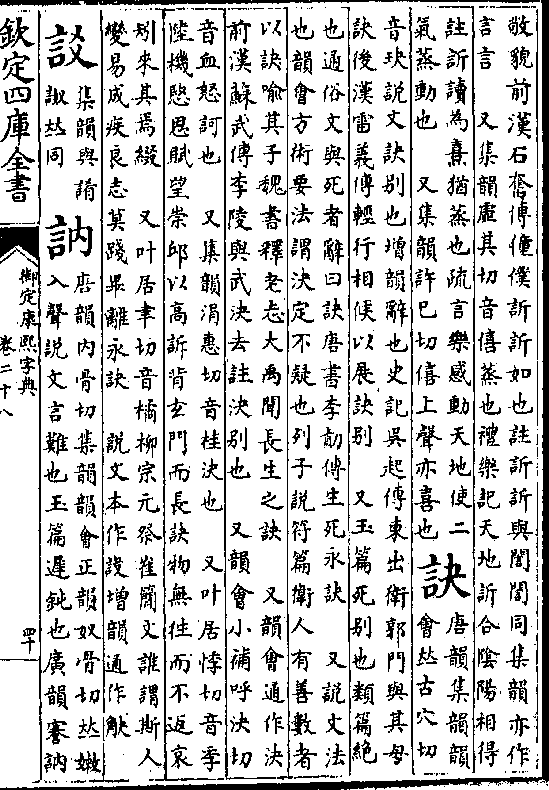 敬貌前漢石奮傳僮僕訢訢如也註訢訢與誾誾同集韻亦作
言言　又集韻虛其切音僖蒸也禮樂記天地訢合陰陽相得
註訢讀為熹猶蒸也疏言樂感動天地使二
氣蒸動也　又集韻許已切僖上聲亦喜也
訣
唐韻集韻韻
會𠀤古穴切
音玦說文訣別也增韻辭也史記吳起傳東出衛郭門與其母
訣後漢雷義傳輕行相候以展訣別　又玉篇死別也類篇絶
也通俗文與死者辭曰訣唐書李勣傳生死永訣　又說文法
也韻會方術要法謂決定不疑也列子說符篇衛人有善數者
以訣喻其子魏書釋老志大禹聞長生之訣　又韻會通作決
前漢蘇武傳李陵與武決去註決別也　又韻會小補呼決切
音血怒訶也　又集韻涓惠切音桂決也　又叶居悸切音季
陸機愍思賦望崇邱以高訴背玄門而長訣物無往而不返哀
躬來其焉綴　又叶居聿切音橘柳宗元祭崔簡文誰謂斯人
變易成疾良志莫踐畢離永訣　說文本作𧦝增韻通作觖
䚯
集韻與請
諏𠀤同
訥
唐韻内骨切集韻韻會正韻奴骨切𠀤嫩
入聲說文言難也玉篇遲鈍也廣韻謇訥
欽定四庫全書
御定康熙字典
卷二十八
四十